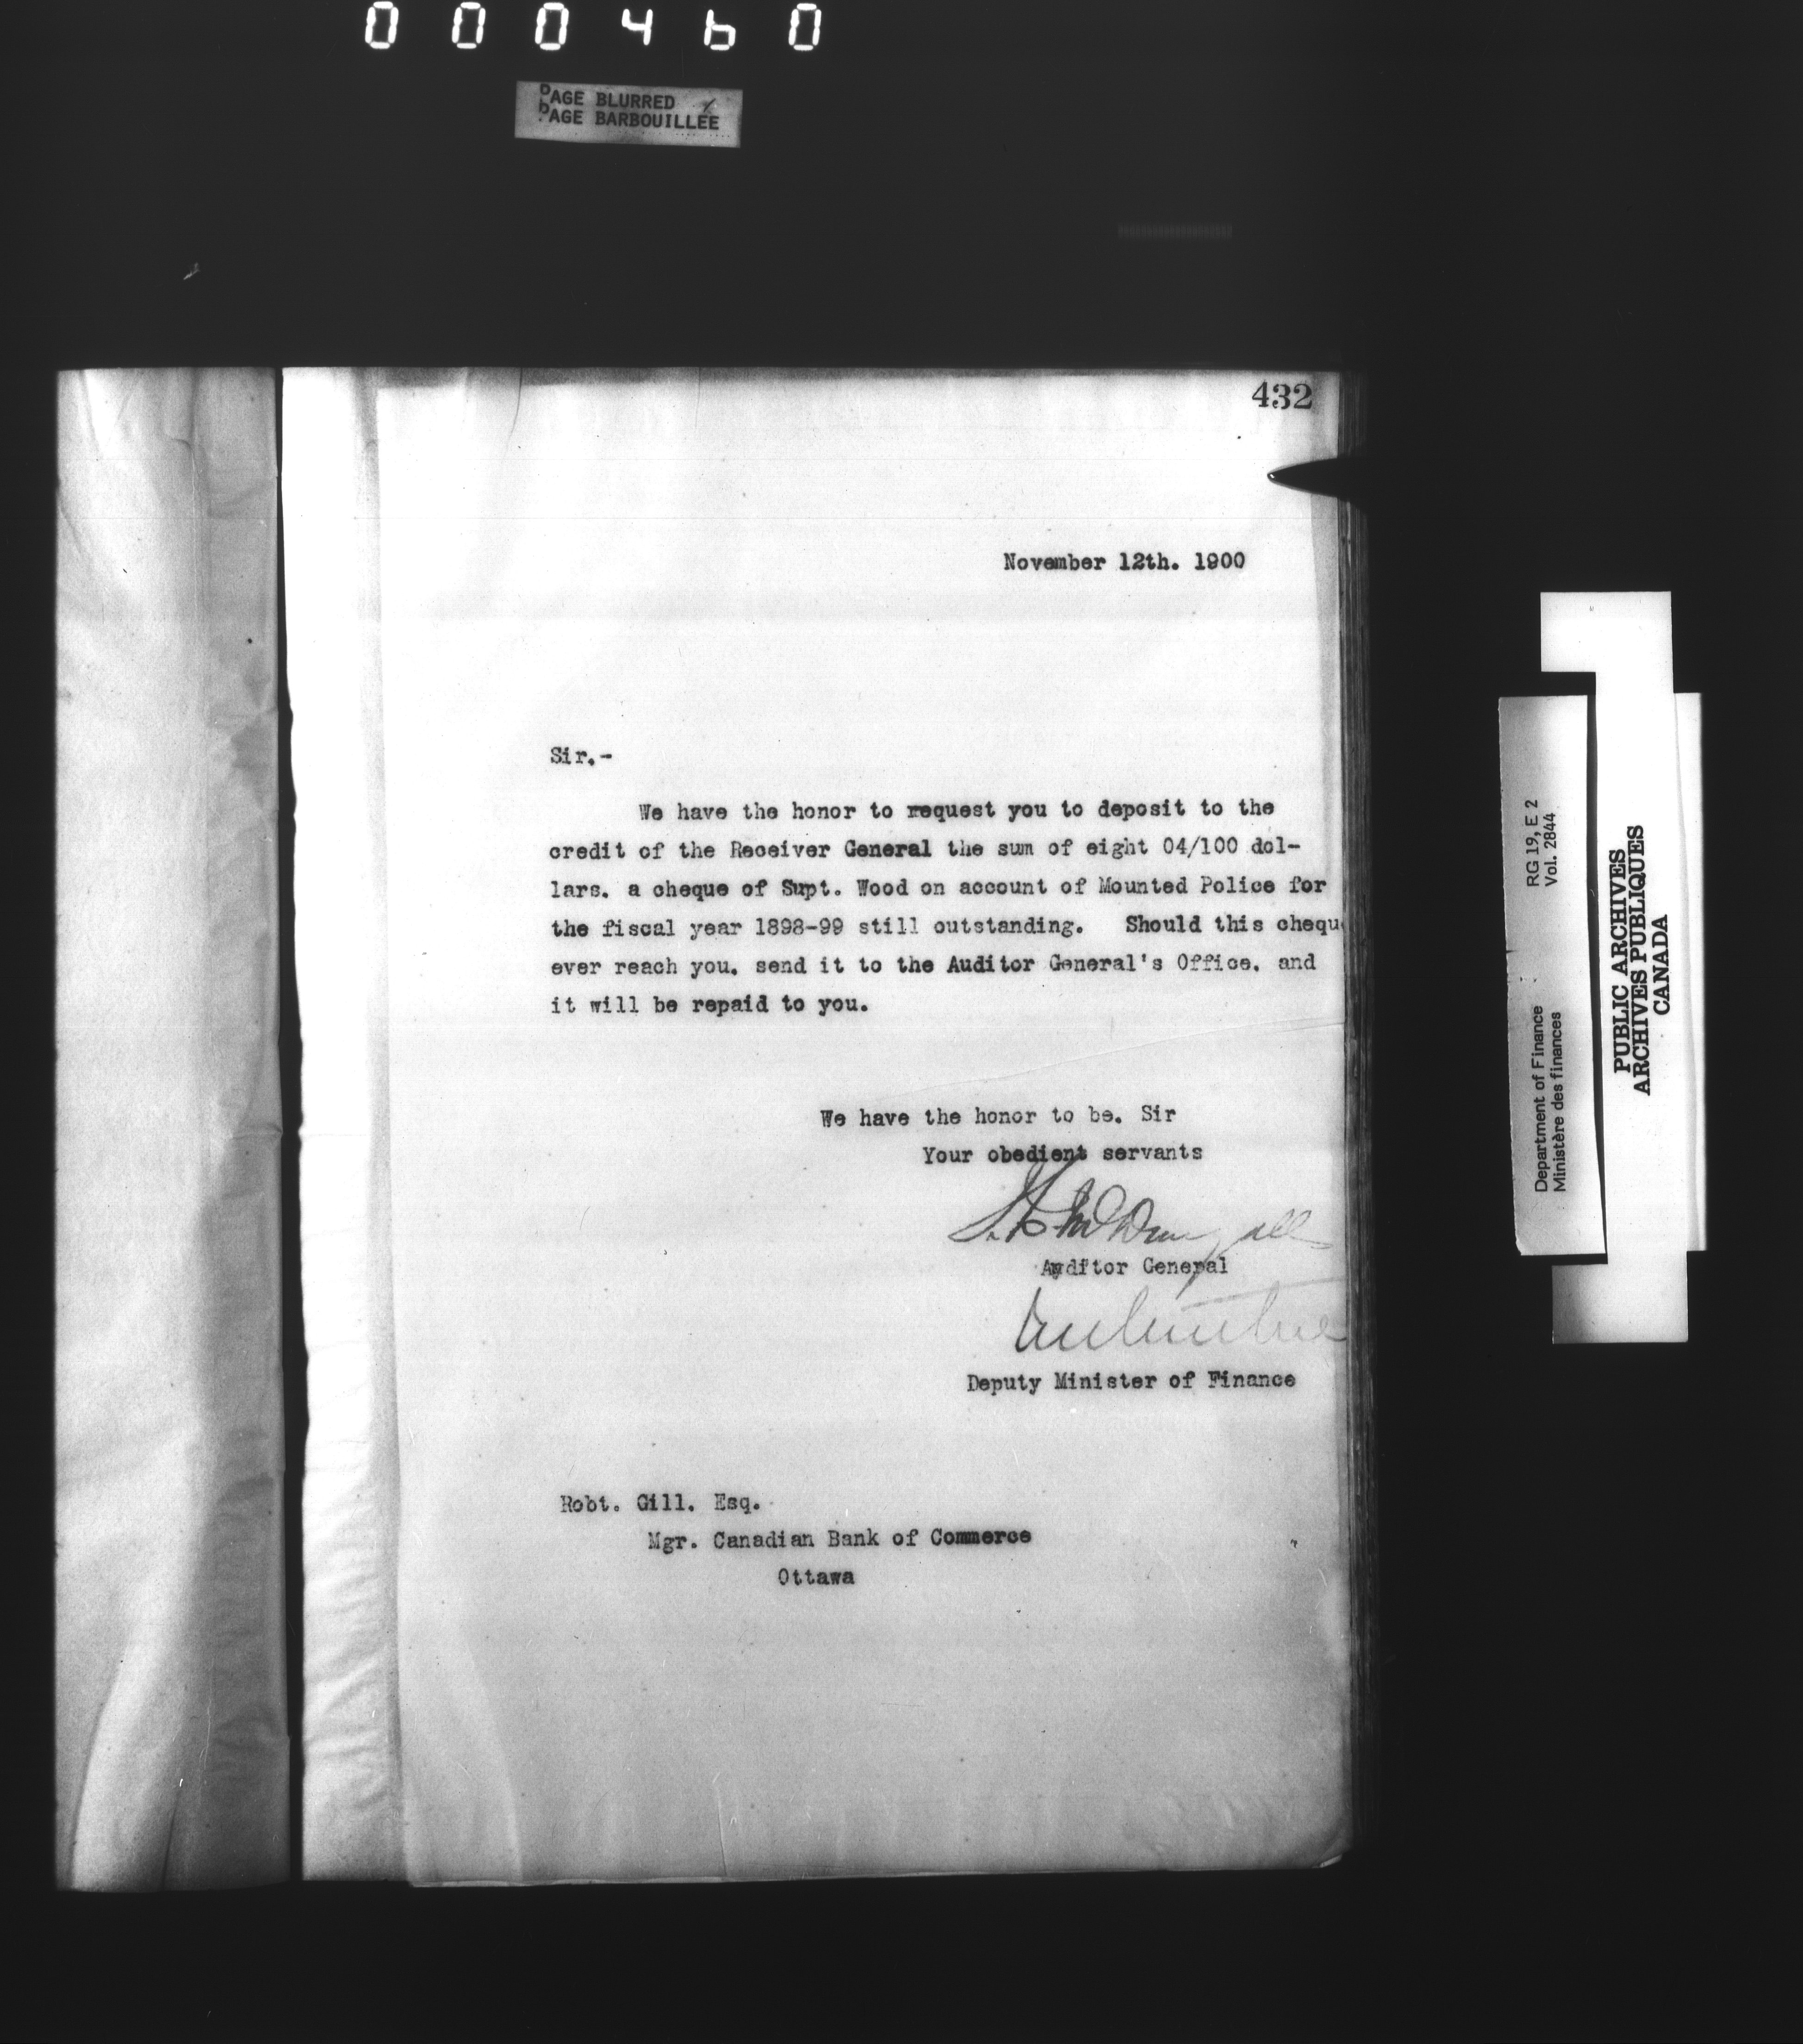 000460
PAGE BLURRED
PAGE BARBOUILLÉE
432
November 12th. 1900
Sir.-
We have the honor to request you to deposit to the
credit of the Receiver General the sum of eight 04/100 dol-
lars. a cheque of Supt. Wood on account of Mounted Police for
the fiscal year 1898-99 still outstanding. Should this chequ
ever reach you. send it to the Auditor General's Office. and
it will be repaid to you.
We have the honor to be. Sir
Your obedient servants
Auditor General
Deputy Minister of Finance
Robt. Gill. Esq.
Mgr. Canadian Bank of Commerce
Ottawa
RG 19, E 2
Vol. 2844
Department of Finance
Ministère des finances
PUBLIC ARCHIVES
ARCHIVES PUBLIQUES
CANADA